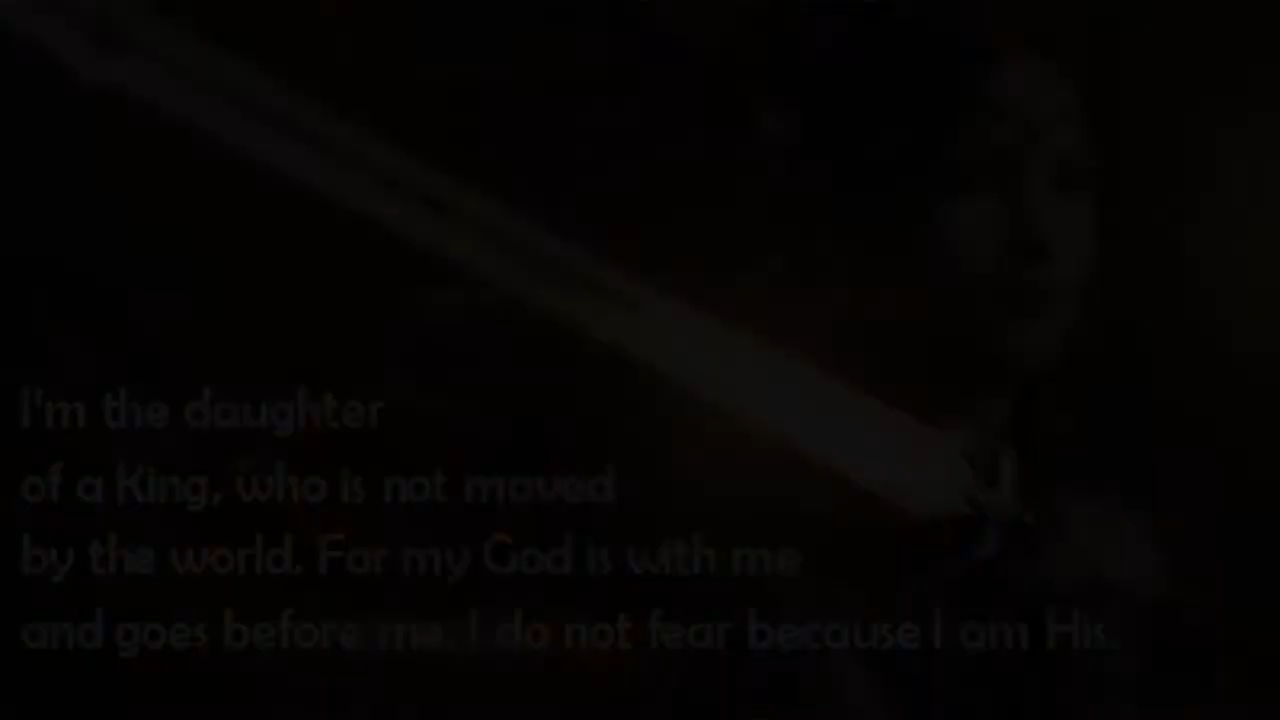 I'm the daughter
of a King, who is not moved
by the world. For my God is with me
and goes before me. I do not fear because I am His.